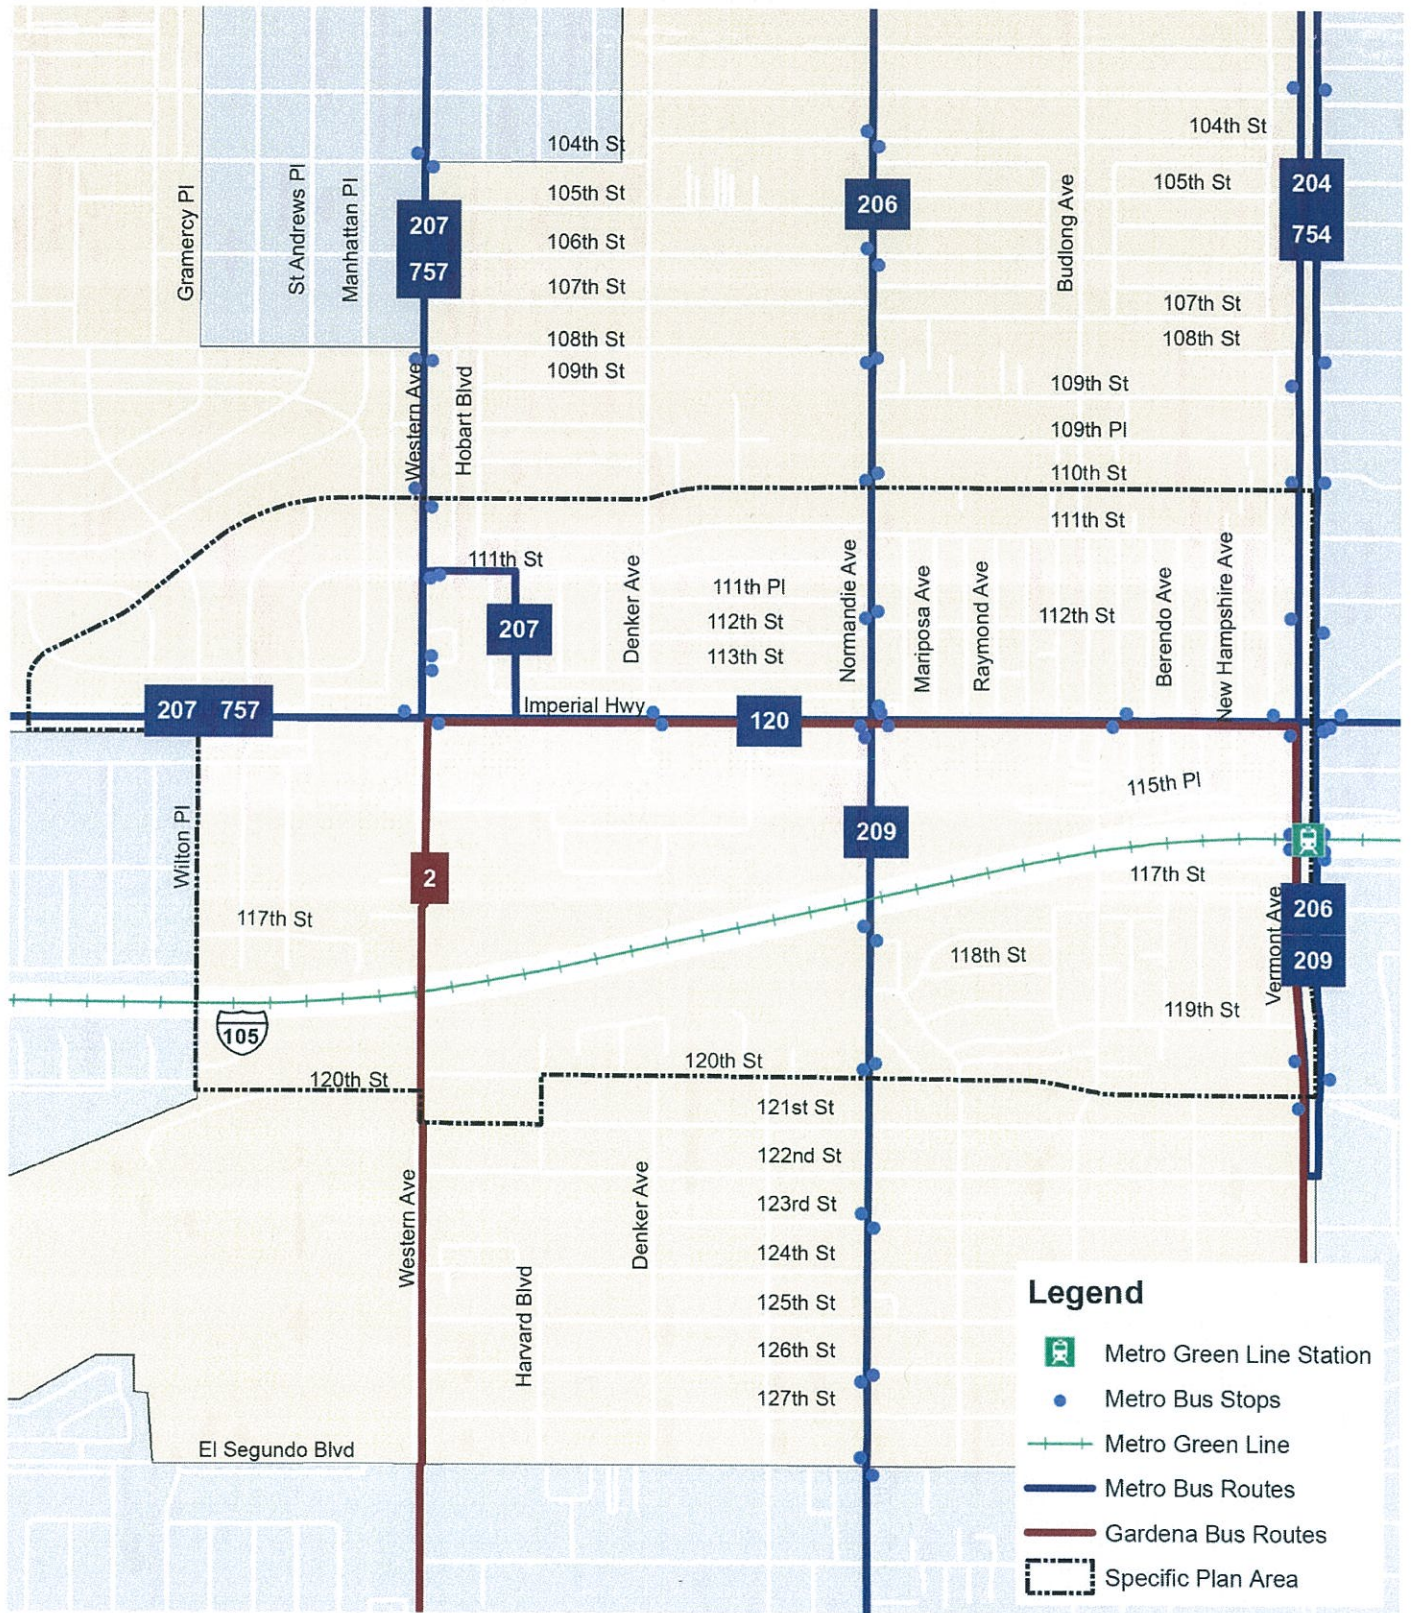 104th St
104th St
105th St
105th St
204
754
206
207
757
Gramercy Pl
St Andrews Pl
Manhattan Pl
Budlong Ave
106th St
107th St
107th St
108th St
108th St
109th St
109th St
Western Ave
Hobart Blvd
109th Pl
110th St
111th St
111th St
207
Denker Ave
111th Pl
112th St
113th St
Normandie Ave
Mariposa Ave
Raymond Ave
112th St
Berendo Ave
New Hampshire Ave
207 757
Imperial Hwy
120
115th Pl
Wilton Pl
2
209
117th St
117th St
Vermont Ave
206
209
118th St
119th St
105
120th St
120th St
121st St
122nd St
123rd St
124th St
125th St
126th St
127th St
Western Ave
Harvard Blvd
Denker Ave
El Segundo Blvd
Legend
Metro Green Line Station
Metro Bus Stops
Metro Green Line
Metro Bus Routes
Gardena Bus Routes
Specific Plan Area